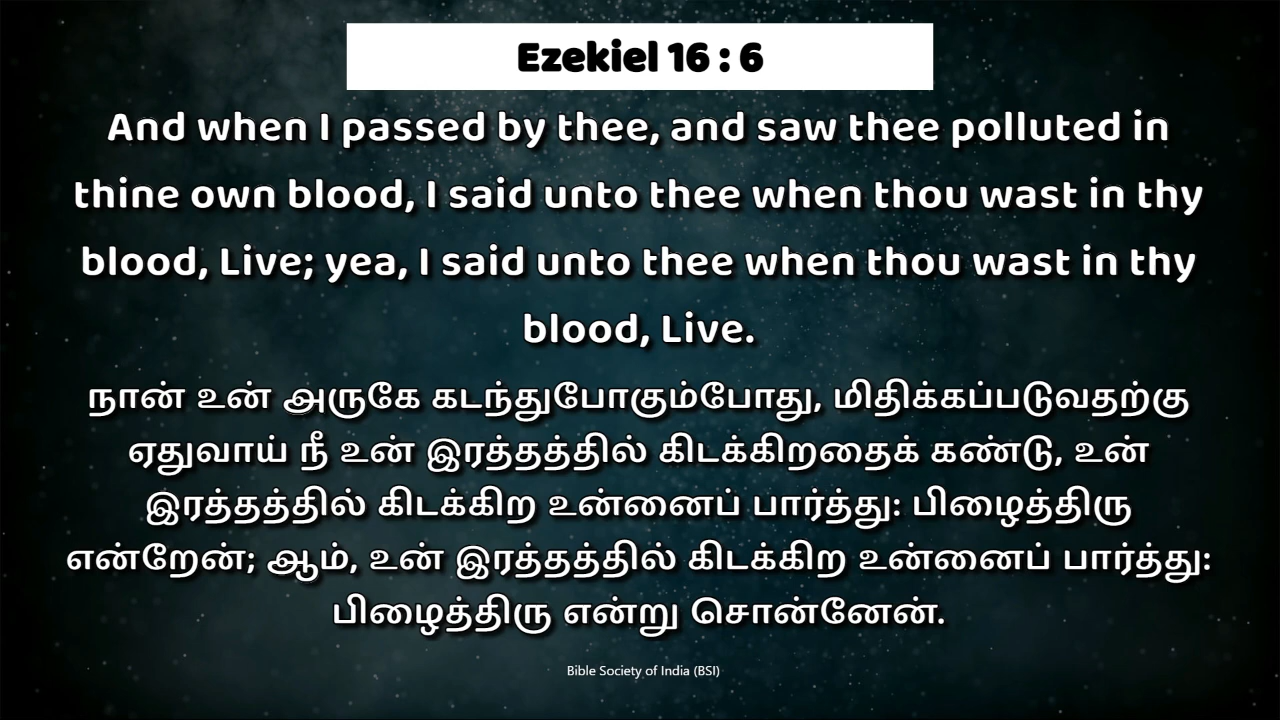 Ezekiel 16 : 6
And when I passed by thee, and saw thee polluted in
thine own blood, I said unto thee when thou wast in thy
blood, Live; yea, I said unto thee when thou wast in thy
blood, Live.
நான் உன் அருகே கடந்துபோகும்போது, மிதிக்கப்படுவதற்கு
ஏதுவாய் நீ உன் இரத்தத்தில் கிடக்கிறதைக் கண்டு, உன்
இரத்தத்தில் கிடக்கிற உன்னைப் பார்த்து: பிழைத்திரு
என்றேன்; ஆம், உன் இரத்தத்தில் கிடக்கிற உன்னைப் பார்த்து:
பிழைத்திரு என்று சொன்னேன்.
Bible Society of India (BSI)